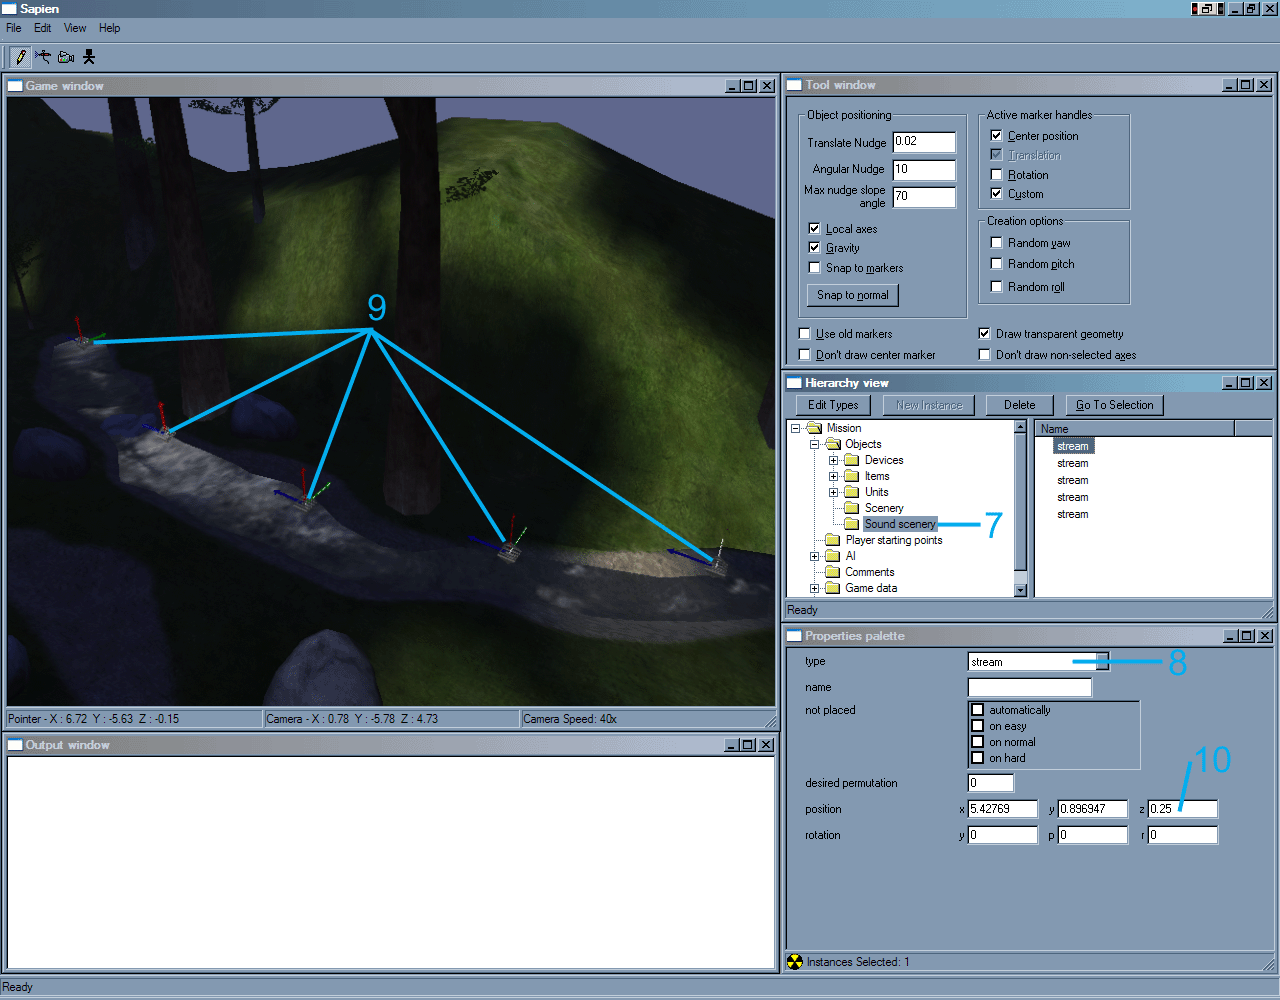 Sapien
File Edit View Help
Game window
9
Pointer - X : 6.72 Y : -5.63 Z : -0.15
Camera - X : 0.78 Y : -5.78 Z : 4.73
Camera Speed: 40x
Output window
Tool window
Object positioning
Translate Nudge 0.02
Angular Nudge 10
Max nudge slope
angle 70
Local axes
Gravity
Snap to markers
Snap to normal
Active marker handles
Center position
Translation
Rotation
Custom
Creation options
Random yaw
Random pitch
Random roll
Use old markers
Don't draw center marker
Draw transparent geometry
Don't draw non-selected axes
Hierarchy view
Edit Types New Instance Delete Go To Selection
Mission
Objects
Devices
Items
Units
Scenery
Sound scenery
7
Player starting points
AI
Comments
Game data
Name
stream
stream
stream
stream
stream
Ready
Properties palette
type stream
8
name
not placed automatically
on easy
on normal
on hard
10
desired permutation 0
position x 5.42769 y 0.896947 z 0.25
rotation y 0 p 0 r 0
Instances Selected: 1
Ready